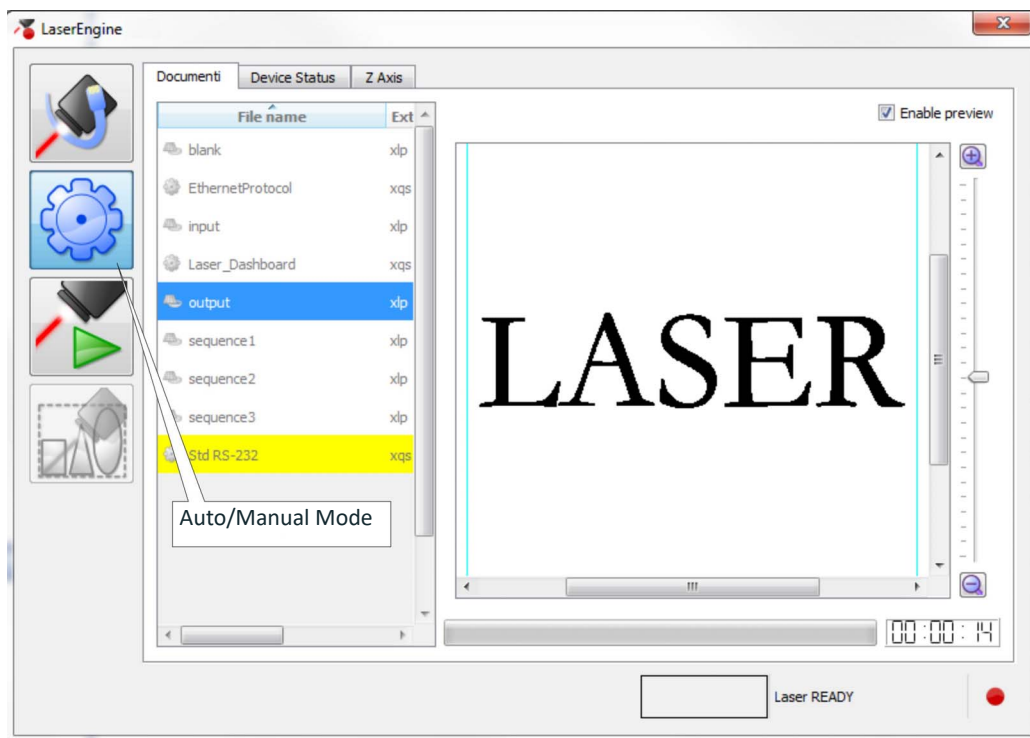 LaserEngine
Documenti Device Status Z Axis
File name Ext
Enable preview
blank xlp
EthernetProtocol xqs
input xlp
Laser_Dashboard xqs
output xlp
sequence1 xlp
sequence2 xlp
sequence3 xlp
Std RS-232 xqs
LASER
Auto/Manual Mode
00:00:14
Laser READY